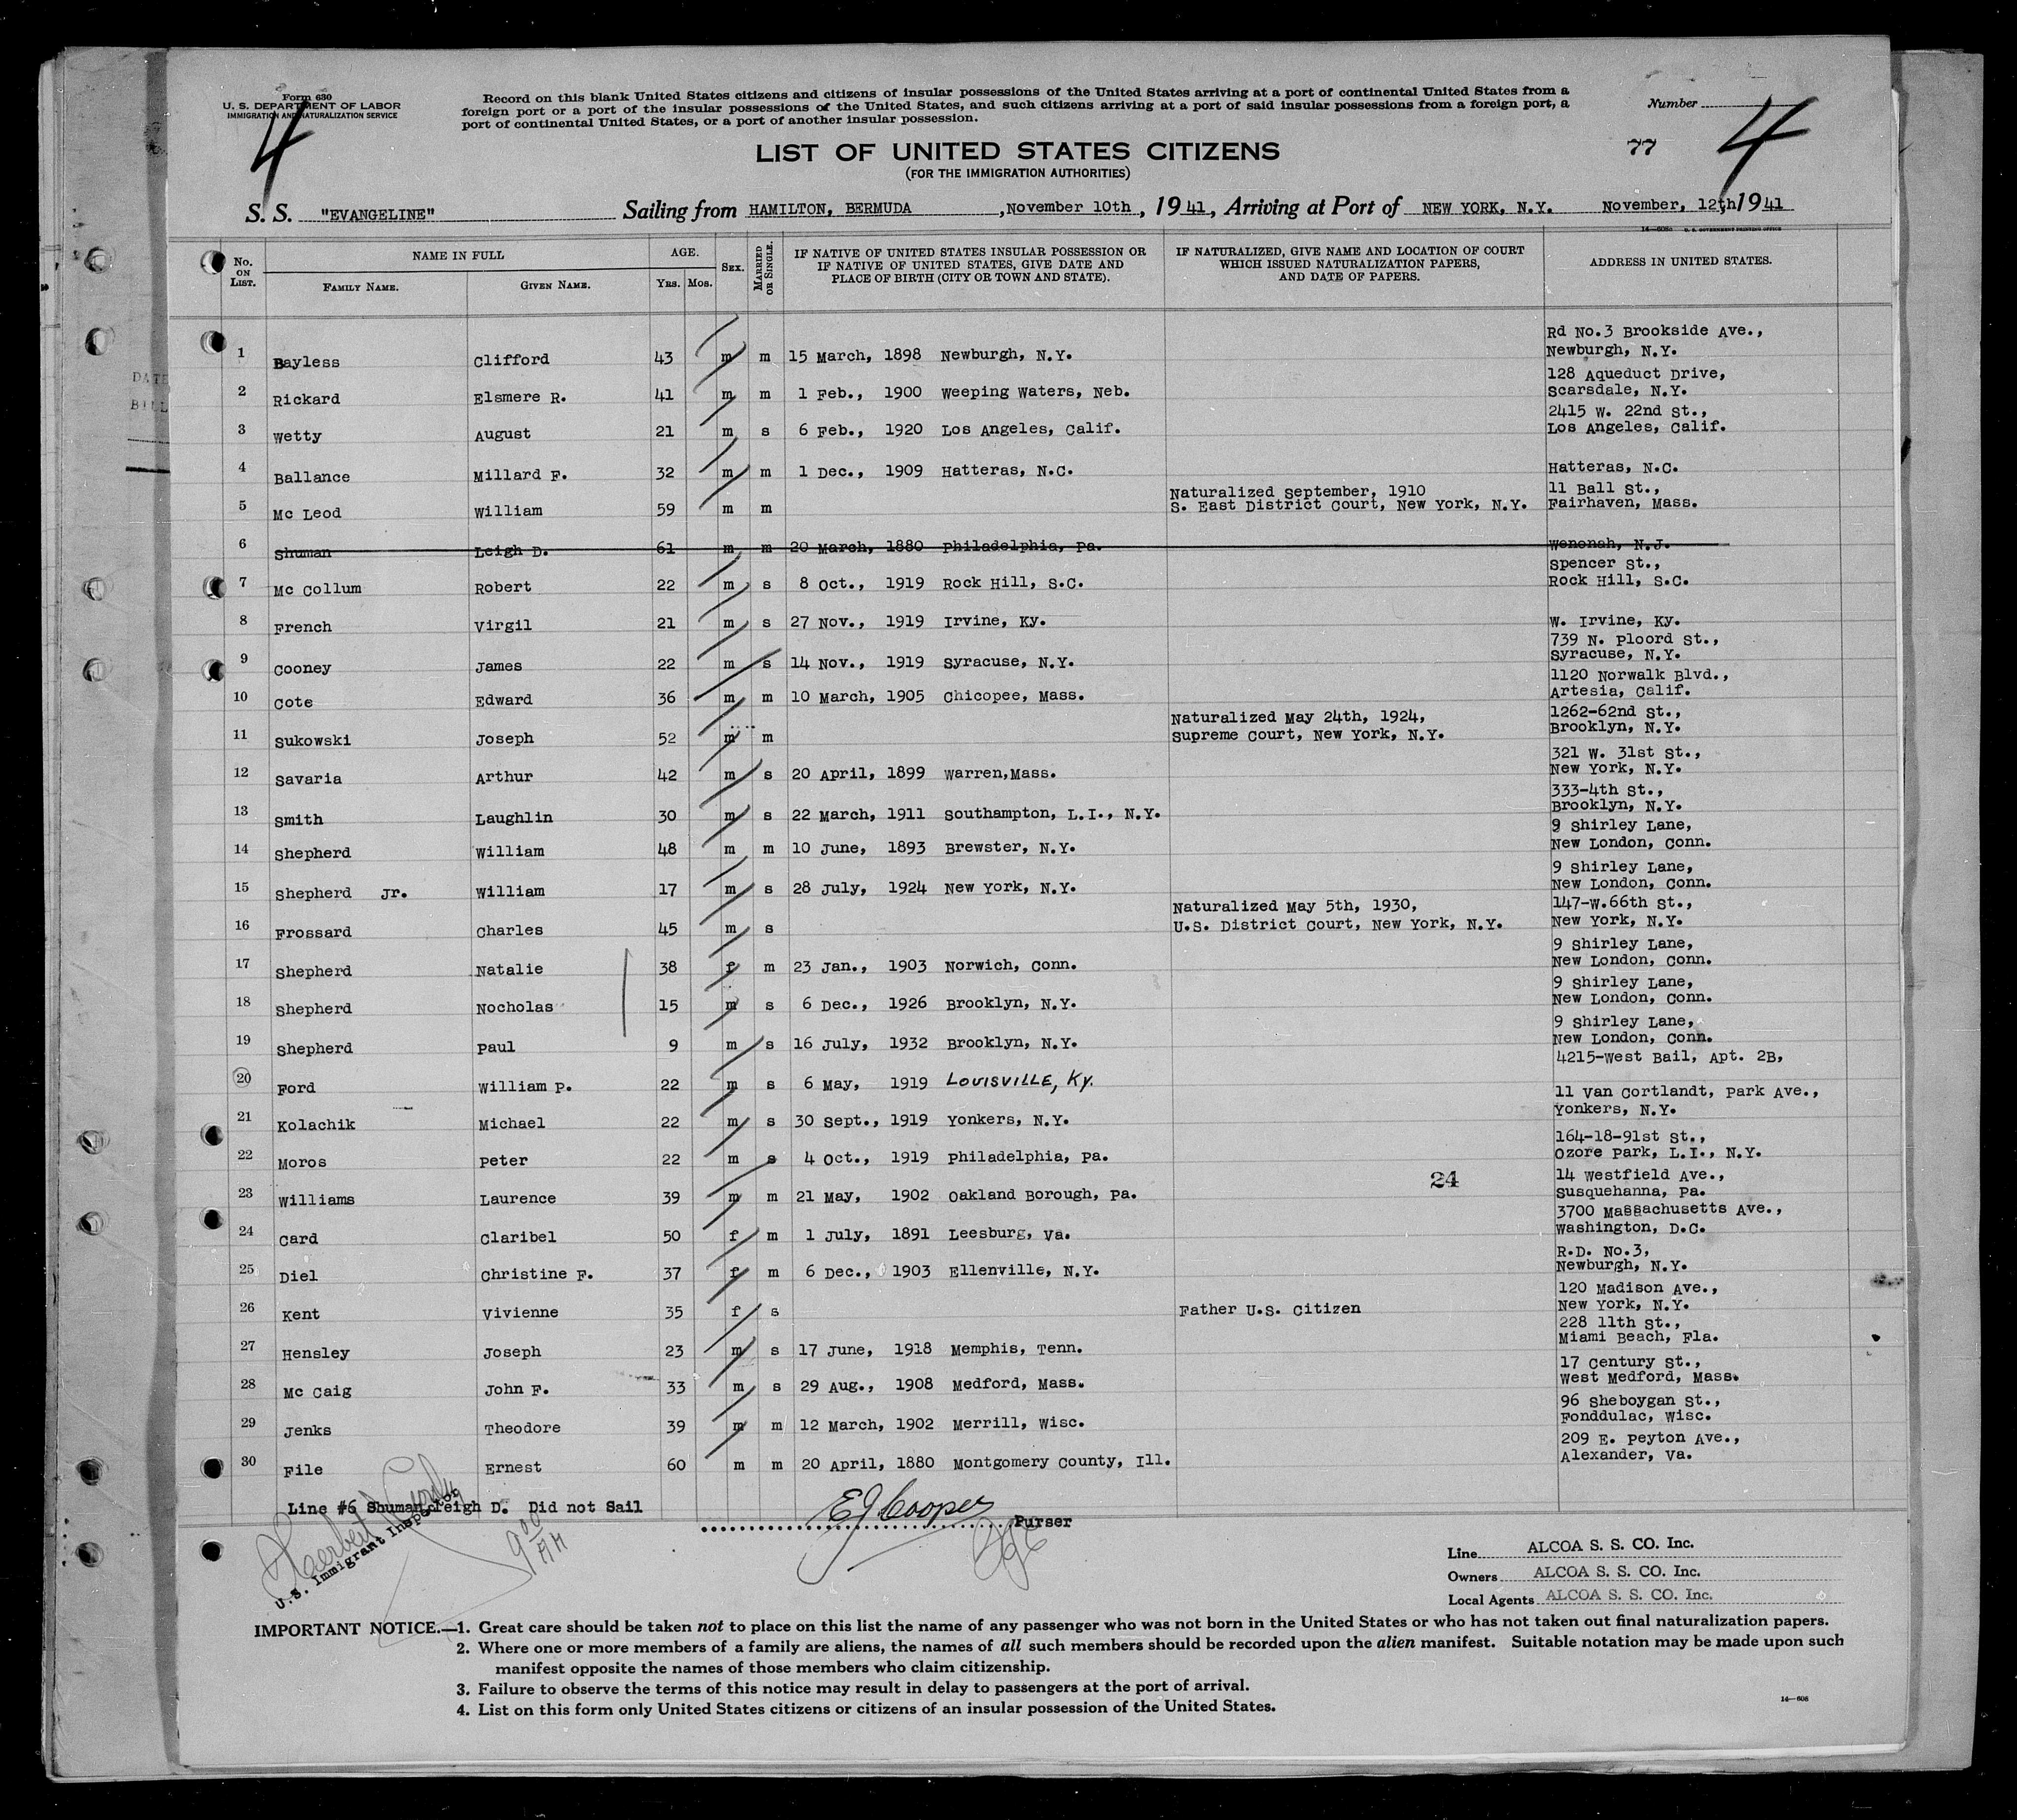 Form 630
U. S. DEPARTMENT OF LABOR
IMMIGRATION AND NATURALIZATION SERVICE
4
Record on this blank United States citizens and citizens of insular possessions of the United States arriving at a port of continental United States from a
foreign port or a port of the insular possessions of the United States, and such citizens arriving at a port of said insular possessions from a foreign port, a
port of continental United States, or a port of another insular possession.
Number
LIST OF UNITED STATES CITIZENS
(FOR THE IMMIGRATION AUTHORITIES)
77
4
S. S. "EVANGELINE" Sailing from HAMILTON, BERMUDA, November 10th, 1941, Arriving at Port of NEW YORK, N.Y. November, 12th, 1941
No. ON LIST. NAME IN FULL FAMILY NAME. GIVEN NAME. AGE. YRS. MOS. SEX. MARRIED OR SINGLE. IF NATIVE OF UNITED STATES INSULAR POSSESSION OR IF NATIVE OF UNITED STATES, GIVE DATE AND PLACE OF BIRTH (CITY OR TOWN AND STATE). IF NATURALIZED, GIVE NAME AND LOCATION OF COURT WHICH ISSUED NATURALIZATION PAPERS, AND DATE OF PAPERS. ADDRESS IN UNITED STATES.
1 Bayless Clifford 43 m m 15 March, 1898 Newburgh, N.Y. Rd No.3 Brookside Ave., Newburgh, N.Y.
2 Rickard Elsmere R. 41 m m 1 Feb., 1900 Weeping Waters, Neb. 128 Aqueduct Drive, Scarsdale, N.Y.
3 Wetty August 21 m s 6 Feb., 1920 Los Angeles, Calif. 2415 W. 22nd St., Los Angeles, Calif.
4 Ballance Millard F. 32 m m 1 Dec., 1909 Hatteras, N.C. Hatteras, N.C.
5 Mc Leod William 59 m m Naturalized September, 1910 S. East District Court, New York, N.Y. 11 Ball St., Fairhaven, Mass.
6 Shuman Leigh D. 61 m m 20 March, 1880 Philadelphia, Pa. Wenonah, N.J.
7 Mc Collum Robert 22 m s 8 Oct., 1919 Rock Hill, S.C. Spencer St., Rock Hill, S.C.
8 French Virgil 21 m s 27 Nov., 1919 Irvine, Ky. W. Irvine, Ky.
9 Cooney James 22 m s 14 Nov., 1919 Syracuse, N.Y. 739 N. Ploord St., Syracuse, N.Y.
10 Cote Edward 36 m m 10 March, 1905 Chicopee, Mass. 1120 Norwalk Blvd., Artesia, Calif.
11 Sukowski Joseph 52 m m Naturalized May 24th, 1924, Supreme Court, New York, N.Y. 1262-62nd St., Brooklyn, N.Y.
12 Savaria Arthur 42 m s 20 April, 1899 Warren,Mass. 321 W. 31st St., New York, N.Y.
13 Smith Laughlin 30 m s 22 March, 1911 Southampton, L.I., N.Y. 333-4th St., Brooklyn, N.Y.
14 Shepherd William 48 m m 10 June, 1893 Brewster, N.Y. 9 Shirley Lane, New London, Conn.
15 Shepherd Jr. William 17 m s 28 July, 1924 New York, N.Y. 9 Shirley Lane, New London, Conn.
16 Frossard Charles 45 m s Naturalized May 5th, 1930, U.S. District Court, New York, N.Y. 147-W.66th St., New York, N.Y.
17 Shepherd Natalie 38 f m 23 Jan., 1903 Norwich, Conn. 9 Shirley Lane, New London, Conn.
18 Shepherd Nocholas 15 m s 6 Dec., 1926 Brooklyn, N.Y. 9 Shirley Lane, New London, Conn.
19 Shepherd Paul 9 m s 16 July, 1932 Brooklyn, N.Y. 9 Shirley Lane, New London, Conn.
20 Ford William P. 22 m s 6 May, 1919 LOUISVILLE, Ky. 4215-West Bail, Apt. 2B,
21 Kolachik Michael 22 m s 30 Sept., 1919 Yonkers, N.Y. 11 Van Cortlandt, Park Ave., Yonkers, N.Y.
22 Moros Peter 22 m s 4 Oct., 1919 Philadelphia, Pa. 164-18-91st St., Ozore Park, L.I., N.Y.
24
23 Williams Laurence 39 m m 21 May, 1902 Oakland Borough, Pa. 14 Westfield Ave., Susquehanna, Pa.
24 Card Claribel 50 f m 1 July, 1891 Leesburg, Va. 3700 Massachusetts Ave., Washington, D.C.
25 Diel Christine F. 37 f m 6 Dec., 1903 Ellenville, N.Y. R.D. No.3, Newburgh, N.Y.
26 Kent Vivienne 35 f s Father U.S. Citizen 120 Madison Ave., New York, N.Y.
27 Hensley Joseph 23 m s 17 June, 1918 Memphis, Tenn. 228 11th St., Miami Beach, Fla.
28 Mc Caig John F. 33 m s 29 Aug., 1908 Medford, Mass. 17 Century St., West Medford, Mass.
29 Jenks Theodore 39 m m 12 March, 1902 Merrill, Wisc. 96 Sheboygan St., Fonddulac, Wisc.
30 File Ernest 60 m m 20 April, 1880 Montgomery County, Ill. 209 E. Peyton Ave., Alexander, Va.
Line #6 Shuman, Leigh D. Did not Sail
U.S. Immigrant Inspector
9 00 AM
EJ Cooper Purser
Line ALCOA S. S. CO. Inc.
Owners ALCOA S. S. CO. Inc.
Local Agents ALCOA S. S. CO. Inc.
IMPORTANT NOTICE.—1. Great care should be taken not to place on this list the name of any passenger who was not born in the United States or who has not taken out final naturalization papers.
2. Where one or more members of a family are aliens, the names of all such members should be recorded upon the alien manifest. Suitable notation may be made upon such
manifest opposite the names of those members who claim citizenship.
3. Failure to observe the terms of this notice may result in delay to passengers at the port of arrival.
4. List on this form only United States citizens or citizens of an insular possession of the United States.
14—608